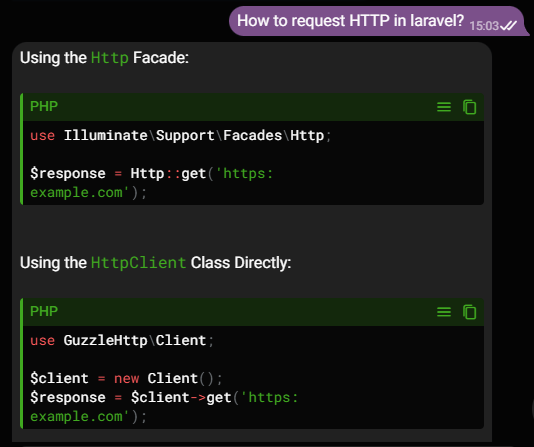 How to request HTTP in laravel?
15:03
Using the Http Facade:
PHP
use Illuminate\Support\Facades\Http;
$response = Http::get('https:
example.com');
Using the HttpClient Class Directly:
PHP
use GuzzleHttp\Client;
$client = new Client();
$response = $client->get('https:
example.com');